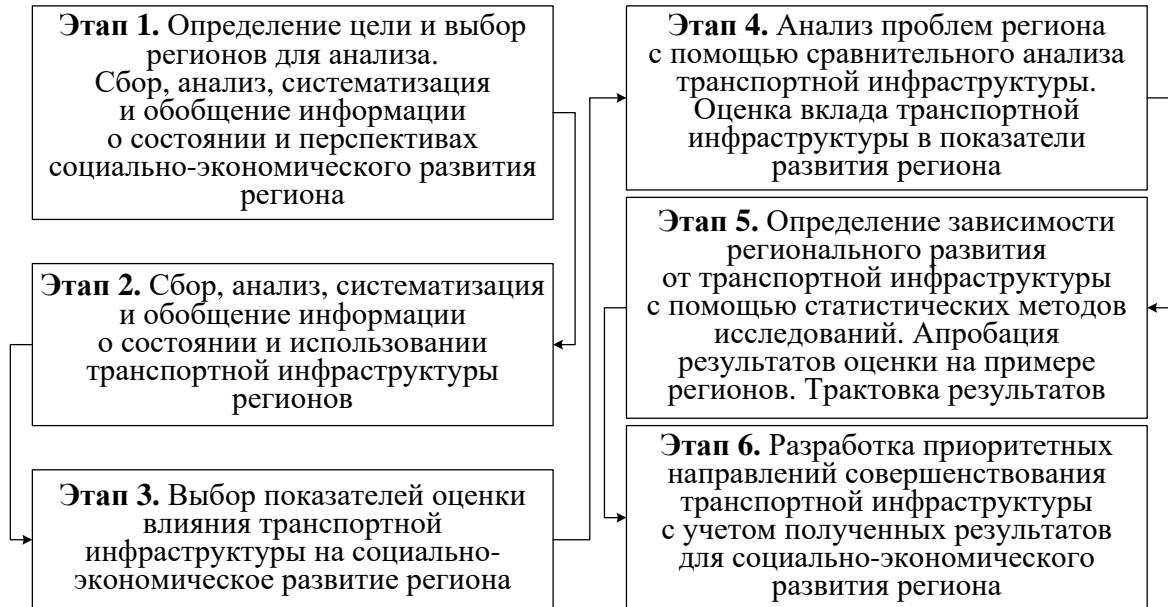 Этап 1. Определение цели и выбор
регионов для анализа.
Сбор, анализ, систематизация
и обобщение информации
о состоянии и перспективах
социально-экономического развития
региона
Этап 2. Сбор, анализ, систематизация
и обобщение информации
о состоянии и использовании
транспортной инфраструктуры
регионов
Этап 3. Выбор показателей оценки
влияния транспортной
инфраструктуры на социально-
экономическое развитие региона
Этап 4. Анализ проблем региона
с помощью сравнительного анализа
транспортной инфраструктуры.
Оценка вклада транспортной
инфраструктуры в показатели
развития региона
Этап 5. Определение зависимости
регионального развития
от транспортной инфраструктуры
с помощью статистических методов
исследований. Апробация
результатов оценки на примере
регионов. Трактовка результатов
Этап 6. Разработка приоритетных
направлений совершенствования
транспортной инфраструктуры
с учетом полученных результатов
для социально-экономического
развития региона